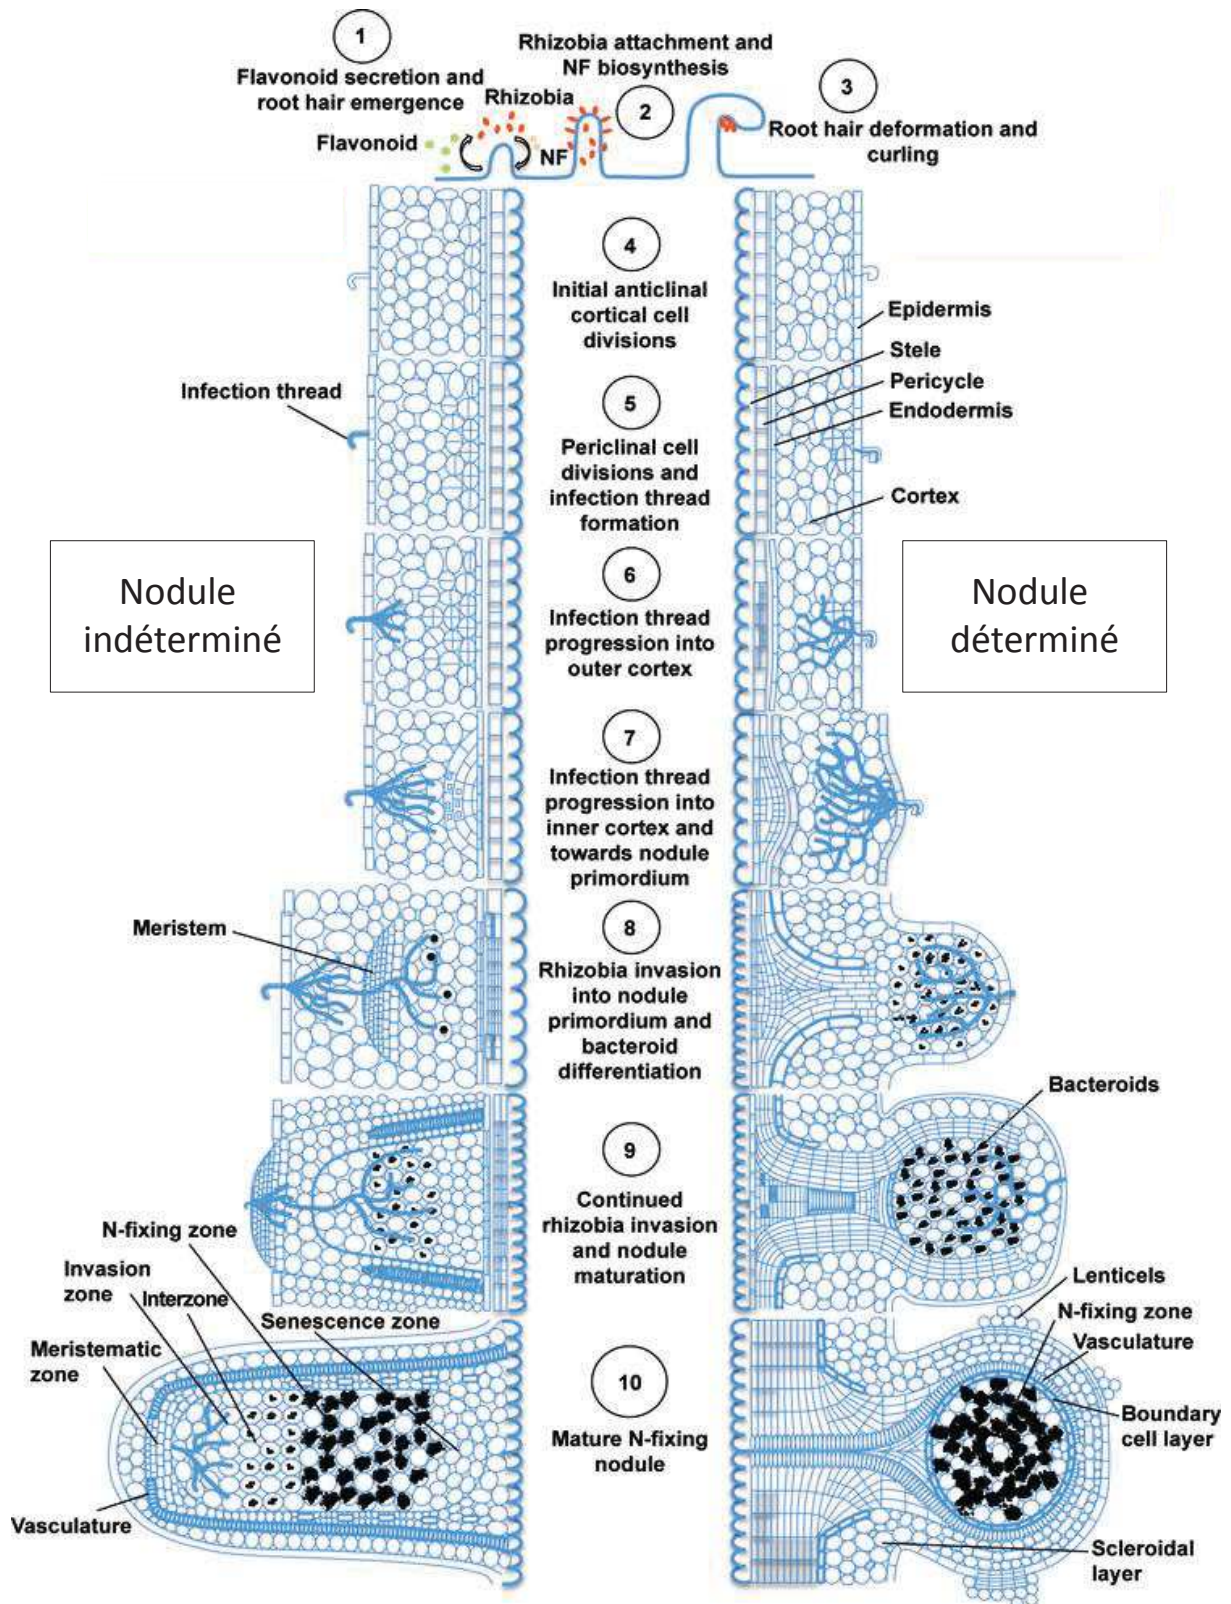 1
Flavonoid secretion and
root hair emergence
Rhizobia
Flavonoid
NF
Rhizobia attachment and
NF biosynthesis
2
3
Root hair deformation and
curling
4
Initial anticlinal
cortical cell
divisions
Epidermis
Stele
Pericycle
Endodermis
Cortex
Infection thread
5
Periclinal cell
divisions and
infection thread
formation
Nodule
indéterminé
6
Infection thread
progression into
outer cortex
Nodule
déterminé
7
Infection thread
progression into
inner cortex and
towards nodule
primordium
Meristem
8
Rhizobia invasion
into nodule
primordium and
bacteroid
differentiation
Bacteroids
9
Continued
rhizobia invasion
and nodule
maturation
N-fixing zone
Invasion
zone
Interzone
Senescence zone
Meristematic
zone
Vasculature
10
Mature N-fixing
nodule
Lenticels
N-fixing zone
Vasculature
Boundary
cell layer
Scleroidal
layer